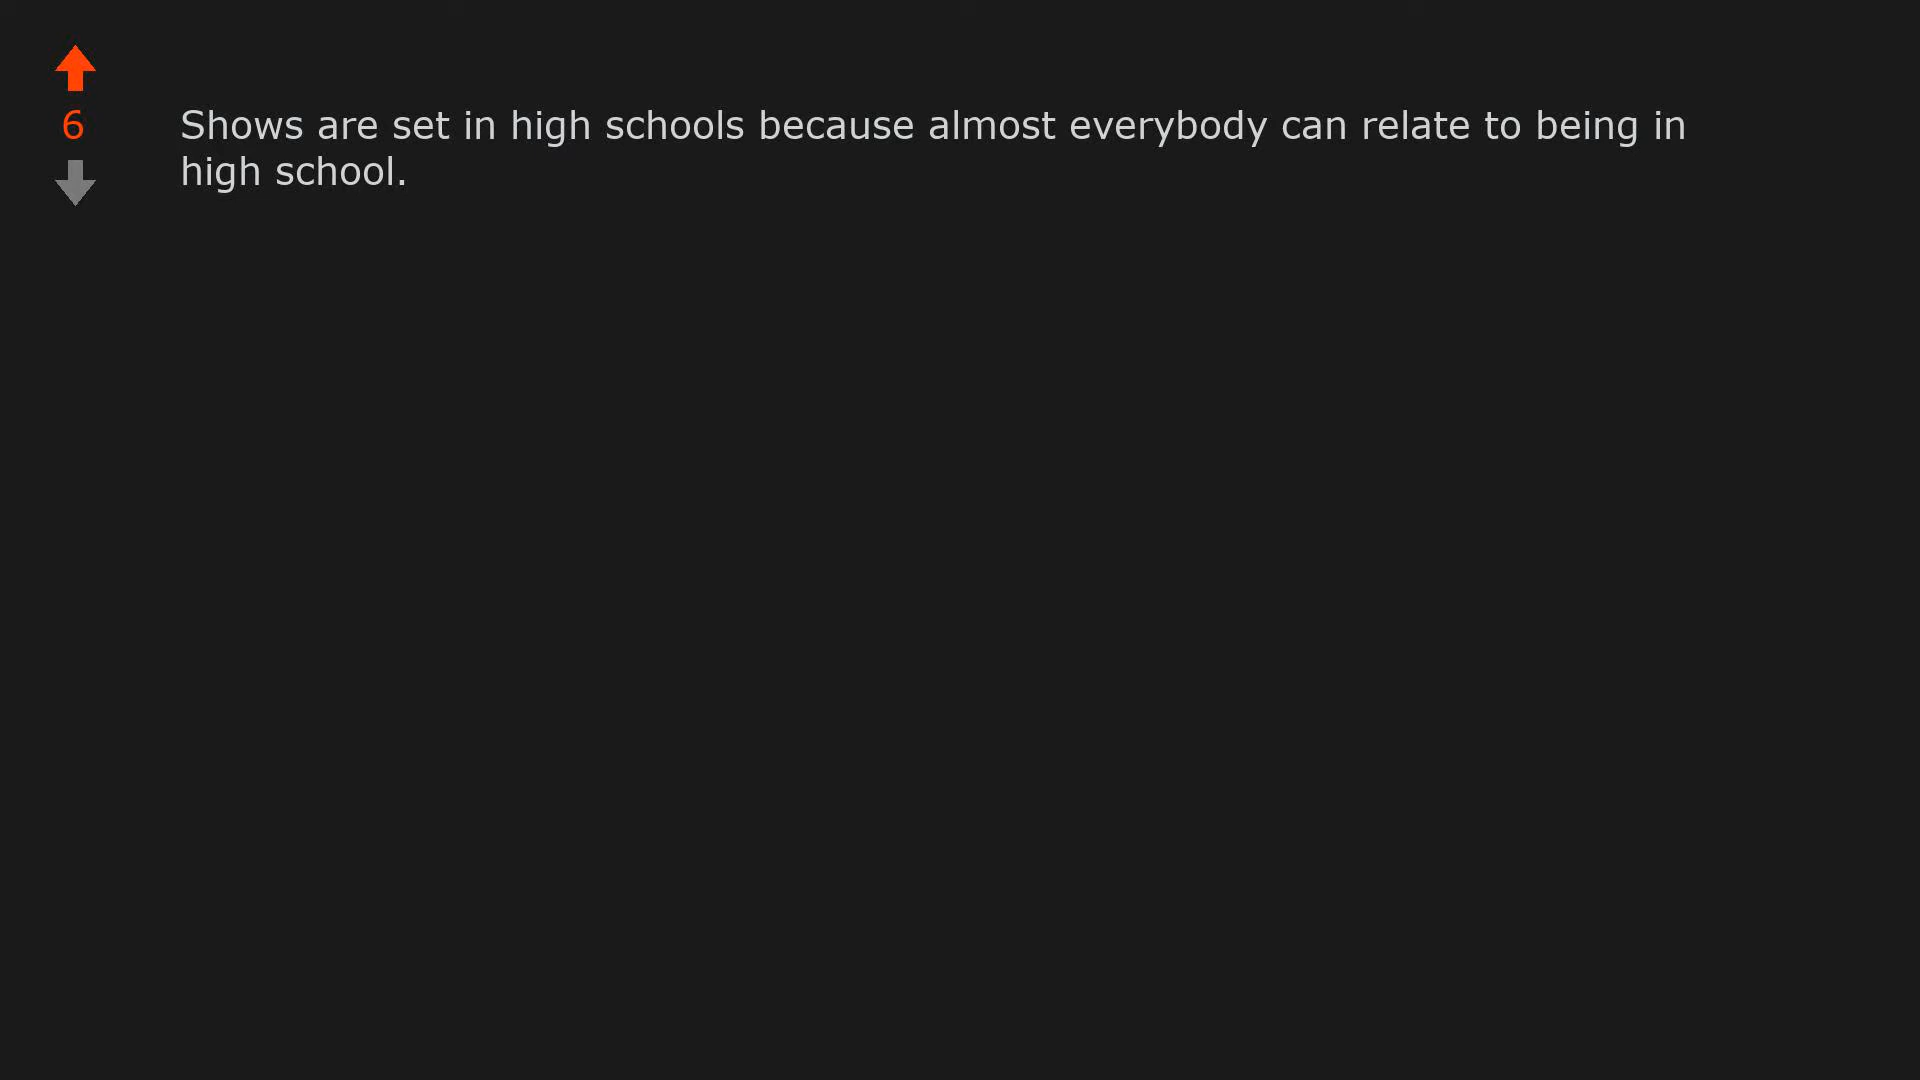 6
Shows are set in high schools because almost everybody can relate to being in
high school.